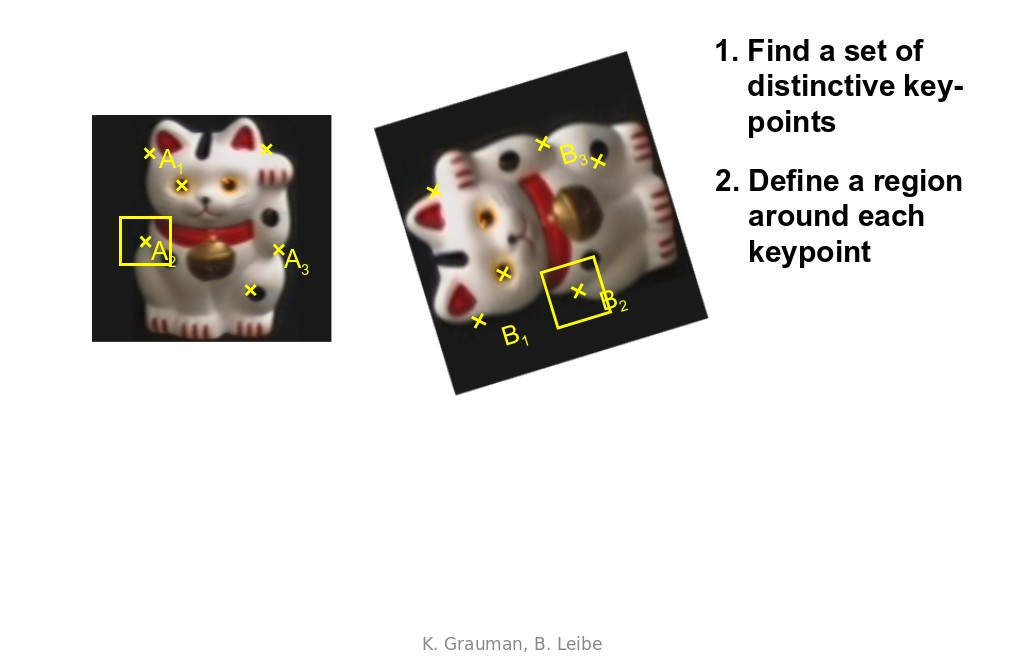 1. Find a set of
distinctive key-
points
2. Define a region
around each
keypoint
A1
A2
A3
B1
B2
B3
K. Grauman, B. Leibe